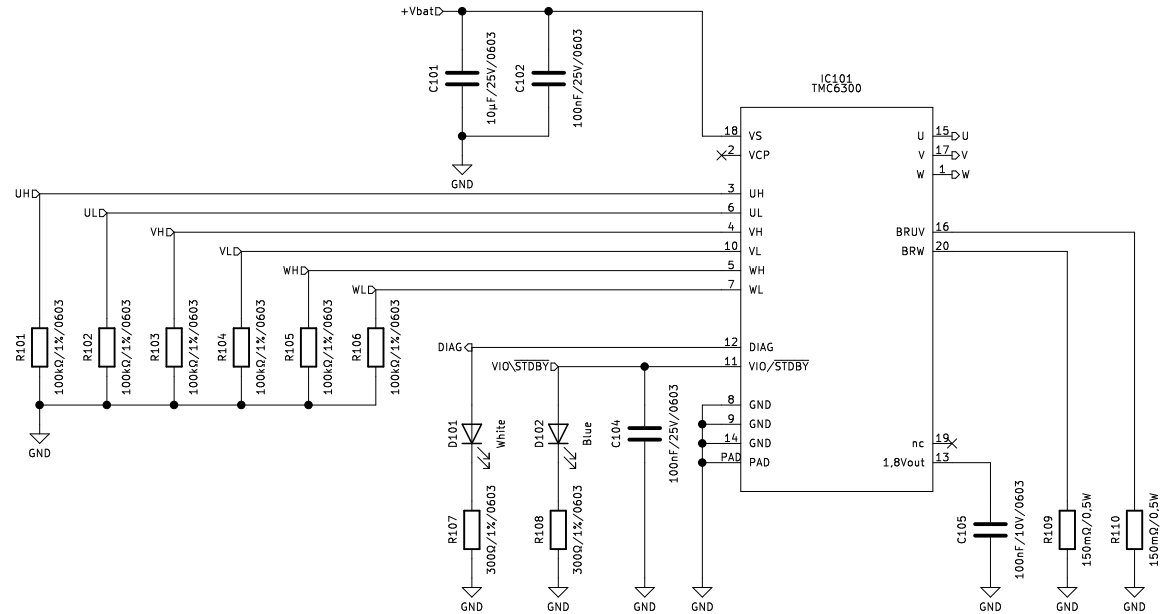 +Vbat
C101
10µF/25V/0603
C102
100nF/25V/0603
GND
IC101
TMC6300
18 VS
2 VCP
3 UH
6 UL
4 VH
10 VL
5 WH
7 WL
12 DIAG
11 VIO/STDBY
8 GND
9 GND
14 GND
PAD PAD
U 15 U
V 17 V
W 1 W
BRUV 16
BRW 20
nc 19
1,8Vout 13
UH
UL
VH
VL
WH
WL
R101
100kΩ/1%/0603
R102
100kΩ/1%/0603
R103
100kΩ/1%/0603
R104
100kΩ/1%/0603
R105
100kΩ/1%/0603
R106
100kΩ/1%/0603
GND
DIAG
VIO\STDBY
D101
White
D102
Blue
C104
100nF/25V/0603
R107
300Ω/1%/0603
R108
300Ω/1%/0603
C105
100nF/10V/0603
R109
150mΩ/0,5W
R110
150mΩ/0,5W
GND
GND
GND
GND
GND
GND
GND